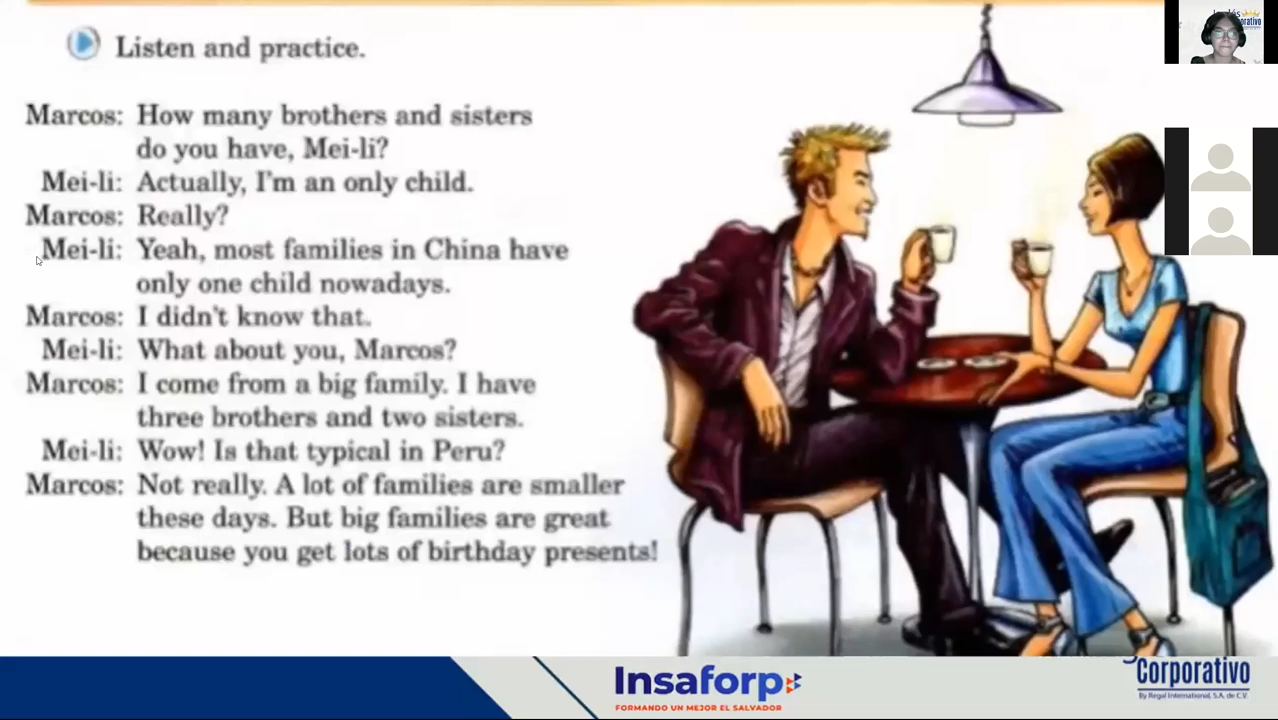 Listen and practice.
Marcos: How many brothers and sisters
do you have, Mei-li?
Mei-li: Actually, I'm an only child.
Marcos: Really?
Mei-li: Yeah, most families in China have
only one child nowadays.
Marcos: I didn't know that.
Mei-li: What about you, Marcos?
Marcos: I come from a big family. I have
three brothers and two sisters.
Mei-li: Wow! Is that typical in Peru?
Marcos: Not really. A lot of families are smaller
these days. But big families are great
because you get lots of birthday presents!
Insaforp
FORMANDO UN MEJOR EL SALVADOR
Corporativo
By Regal International, S.A. de C.V.